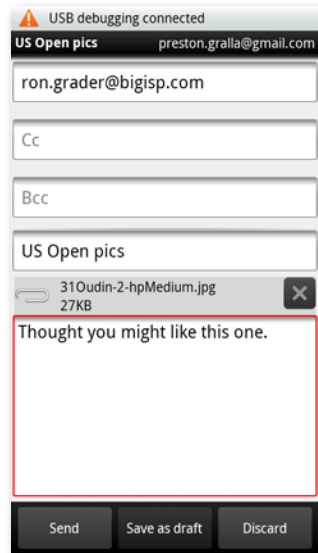 USB debugging connected
US Open pics preston.gralla@gmail.com
ron.grader@bigisp.com
Cc
Bcc
US Open pics
31Oudin-2-hpMedium.jpg
27KB
Thought you might like this one.
Send Save as draft Discard